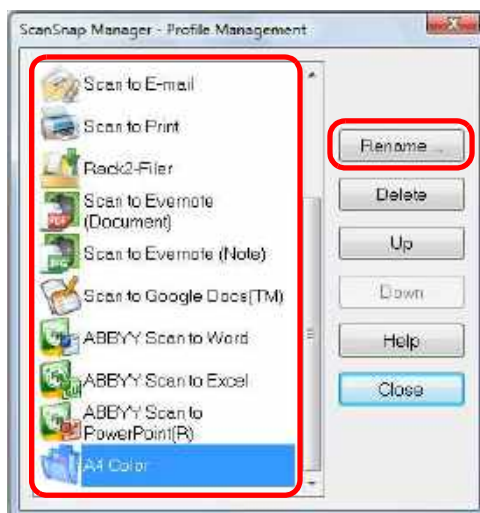 ScanSnap Manager - Profile Management
Scan to E-mail
Scan to Print
Rack2-Filer
Scan to Evernote
(Document)
Scan to Evernote (Note)
Scan to Google Docs(TM)
ABBYY Scan to Word
ABBYY Scan to Excel
ABBYY Scan to
PowerPoint(R)
A4 Color
Rename ...
Delete
Up
Down
Help
Close